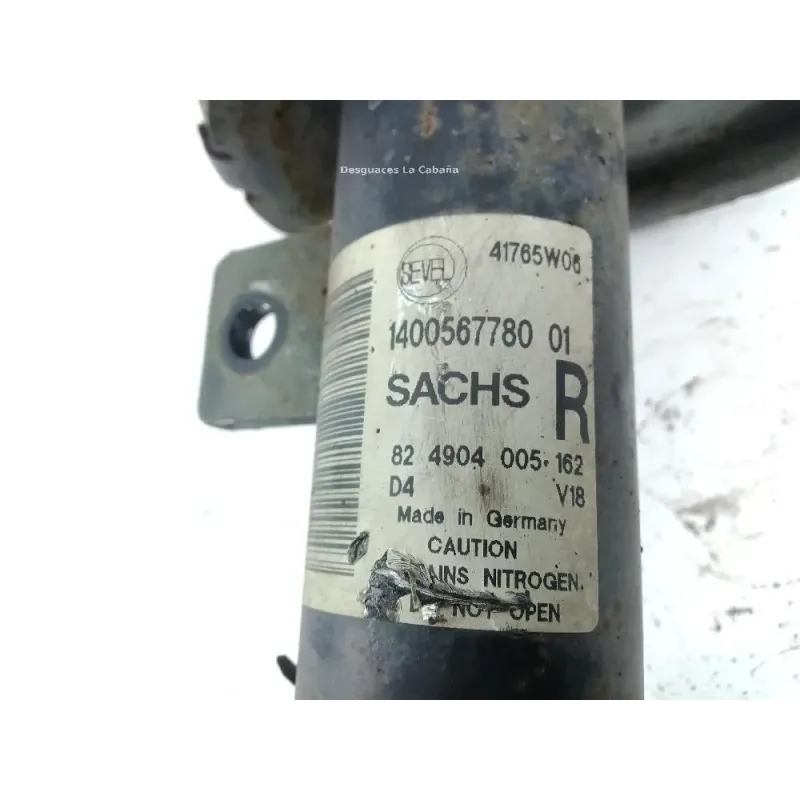 Desguaces La Cabaña
SEVEL 41765W06
1400567780 01
SACHS R
82 4904 005·162
D4 V18
Made in Germany
CAUTION
NITROGEN.
NOT OPEN